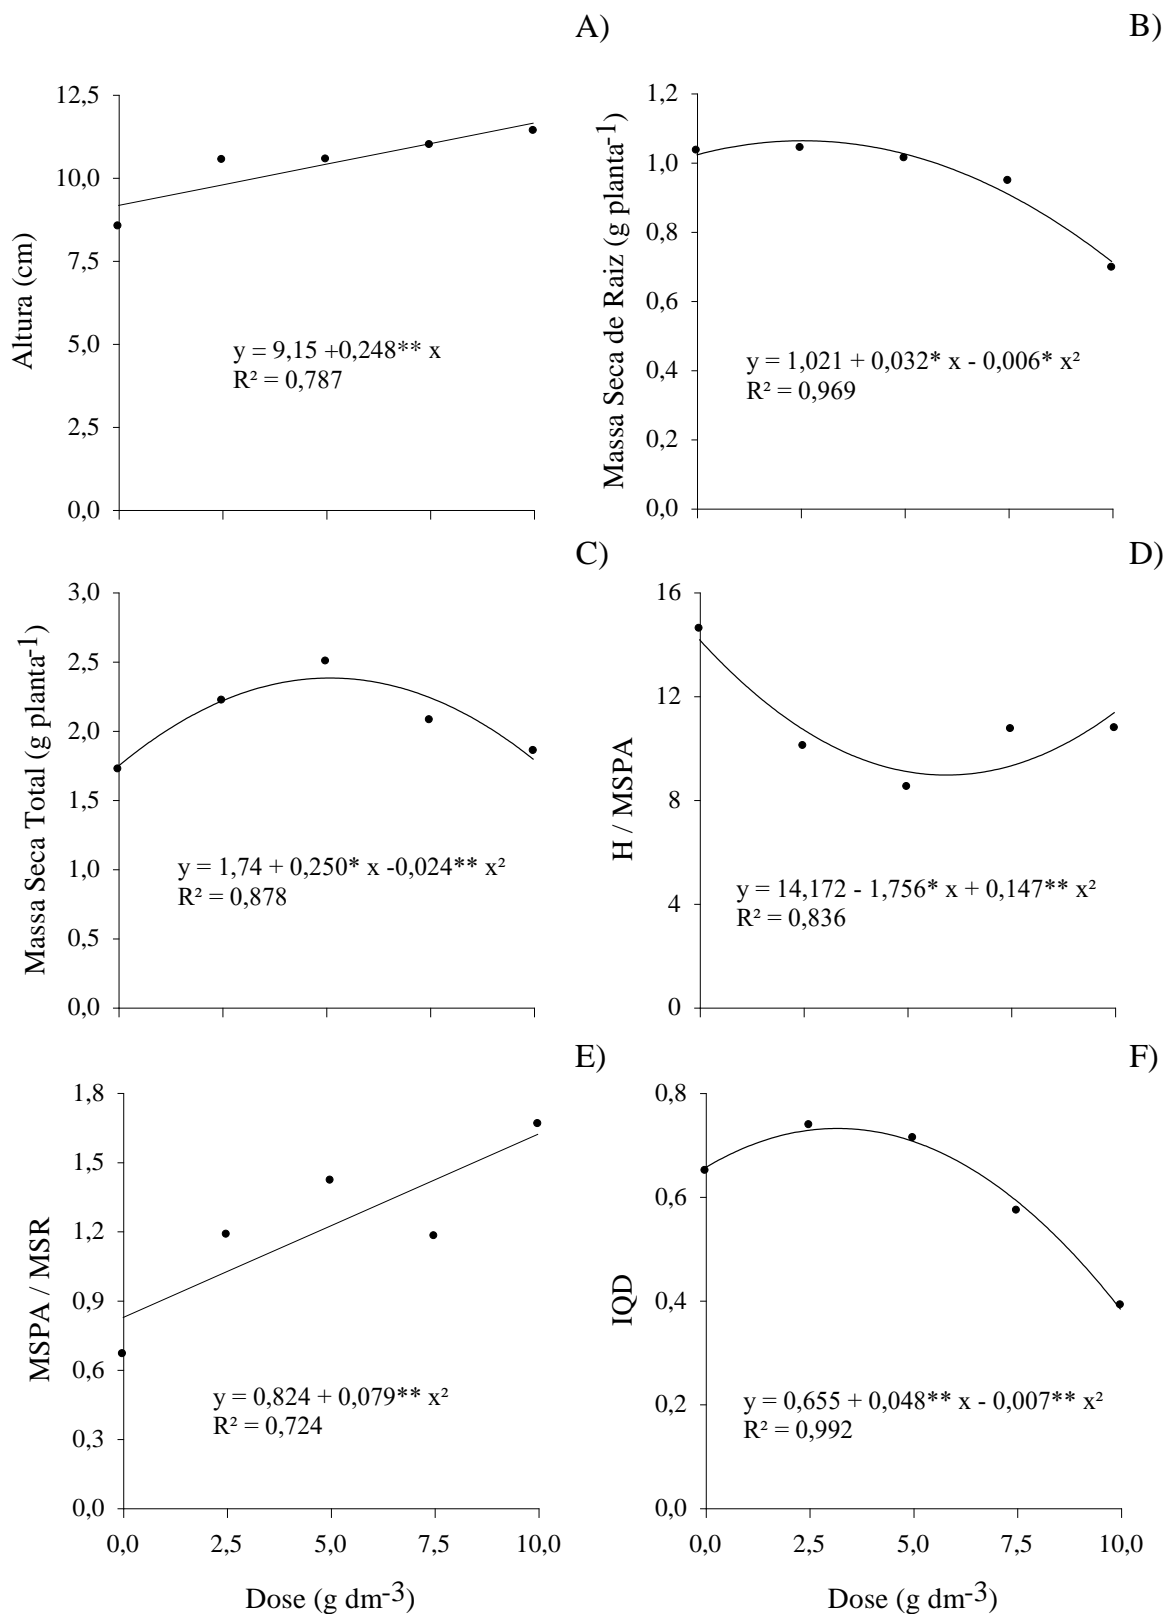 A)
12,5
10,0
7,5
5,0
2,5
0,0
Altura (cm)
y = 9,15 +0,248** x
R² = 0,787
B)
1,2
1,0
0,8
0,6
0,4
0,2
0,0
Massa Seca de Raiz (g planta-1)
y = 1,021 + 0,032* x - 0,006* x²
R² = 0,969
C)
3,0
2,5
2,0
1,5
1,0
0,5
0,0
Massa Seca Total (g planta-1)
y = 1,74 + 0,250* x -0,024** x²
R² = 0,878
D)
16
12
8
4
0
H / MSPA
y = 14,172 - 1,756* x + 0,147** x²
R² = 0,836
E)
1,8
1,5
1,2
0,9
0,6
0,3
0,0
MSPA / MSR
y = 0,824 + 0,079** x²
R² = 0,724
0,0 2,5 5,0 7,5 10,0
Dose (g dm-3)
F)
0,8
0,6
0,4
0,2
0,0
IQD
y = 0,655 + 0,048** x - 0,007** x²
R² = 0,992
0,0 2,5 5,0 7,5 10,0
Dose (g dm-3)